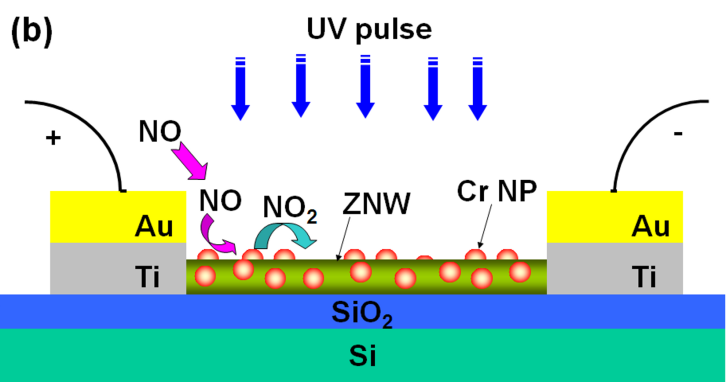 (b)
UV pulse
+
NO
-
NO
NO₂
ZNW
Cr NP
Au
Au
Ti
Ti
SiO₂
Si